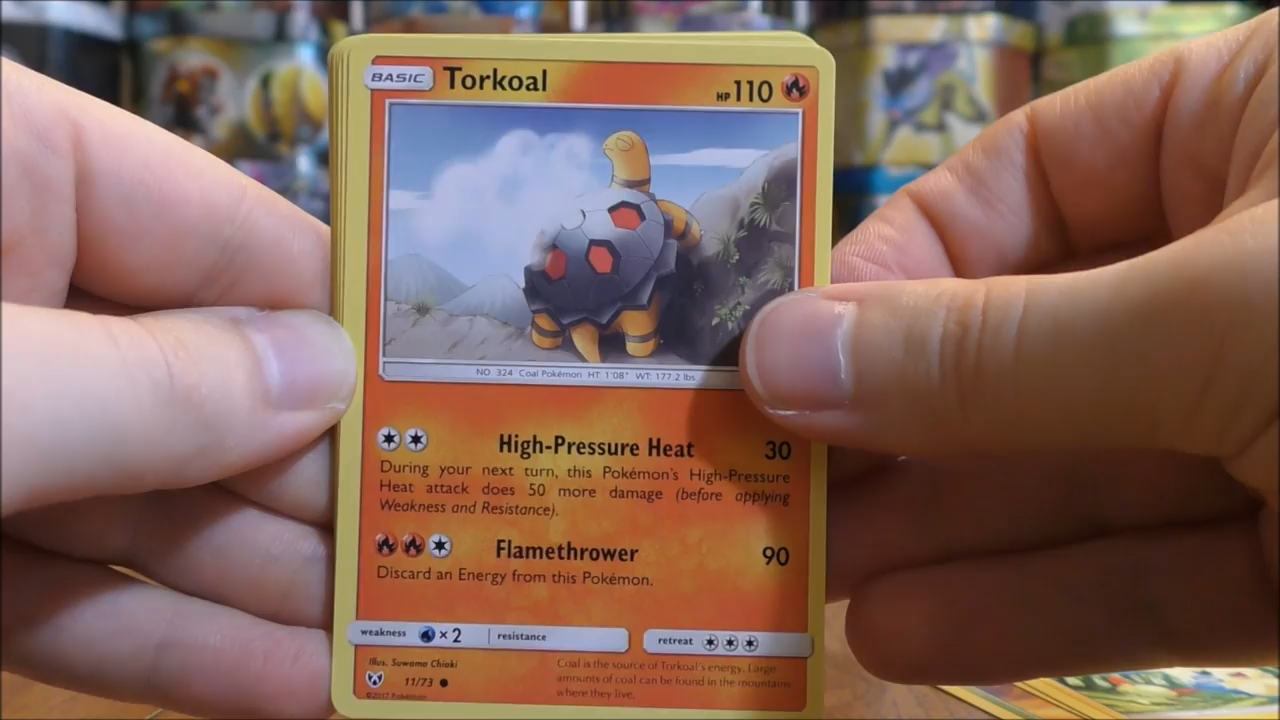 BASIC Torkoal HP 110
NO. 324 Coal Pokémon HT: 1'08" WT: 177.2 lbs
High-Pressure Heat 30
During your next turn, this Pokémon's High-Pressure
Heat attack does 50 more damage (before applying
Weakness and Resistance).
Flamethrower 90
Discard an Energy from this Pokémon.
weakness ×2 resistance retreat
Illus. Suwama Chiaki
11/73
©2017 Pokémon
Coal is the source of Torkoal's energy. Large
amounts of coal can be found in the mountains
where they live.